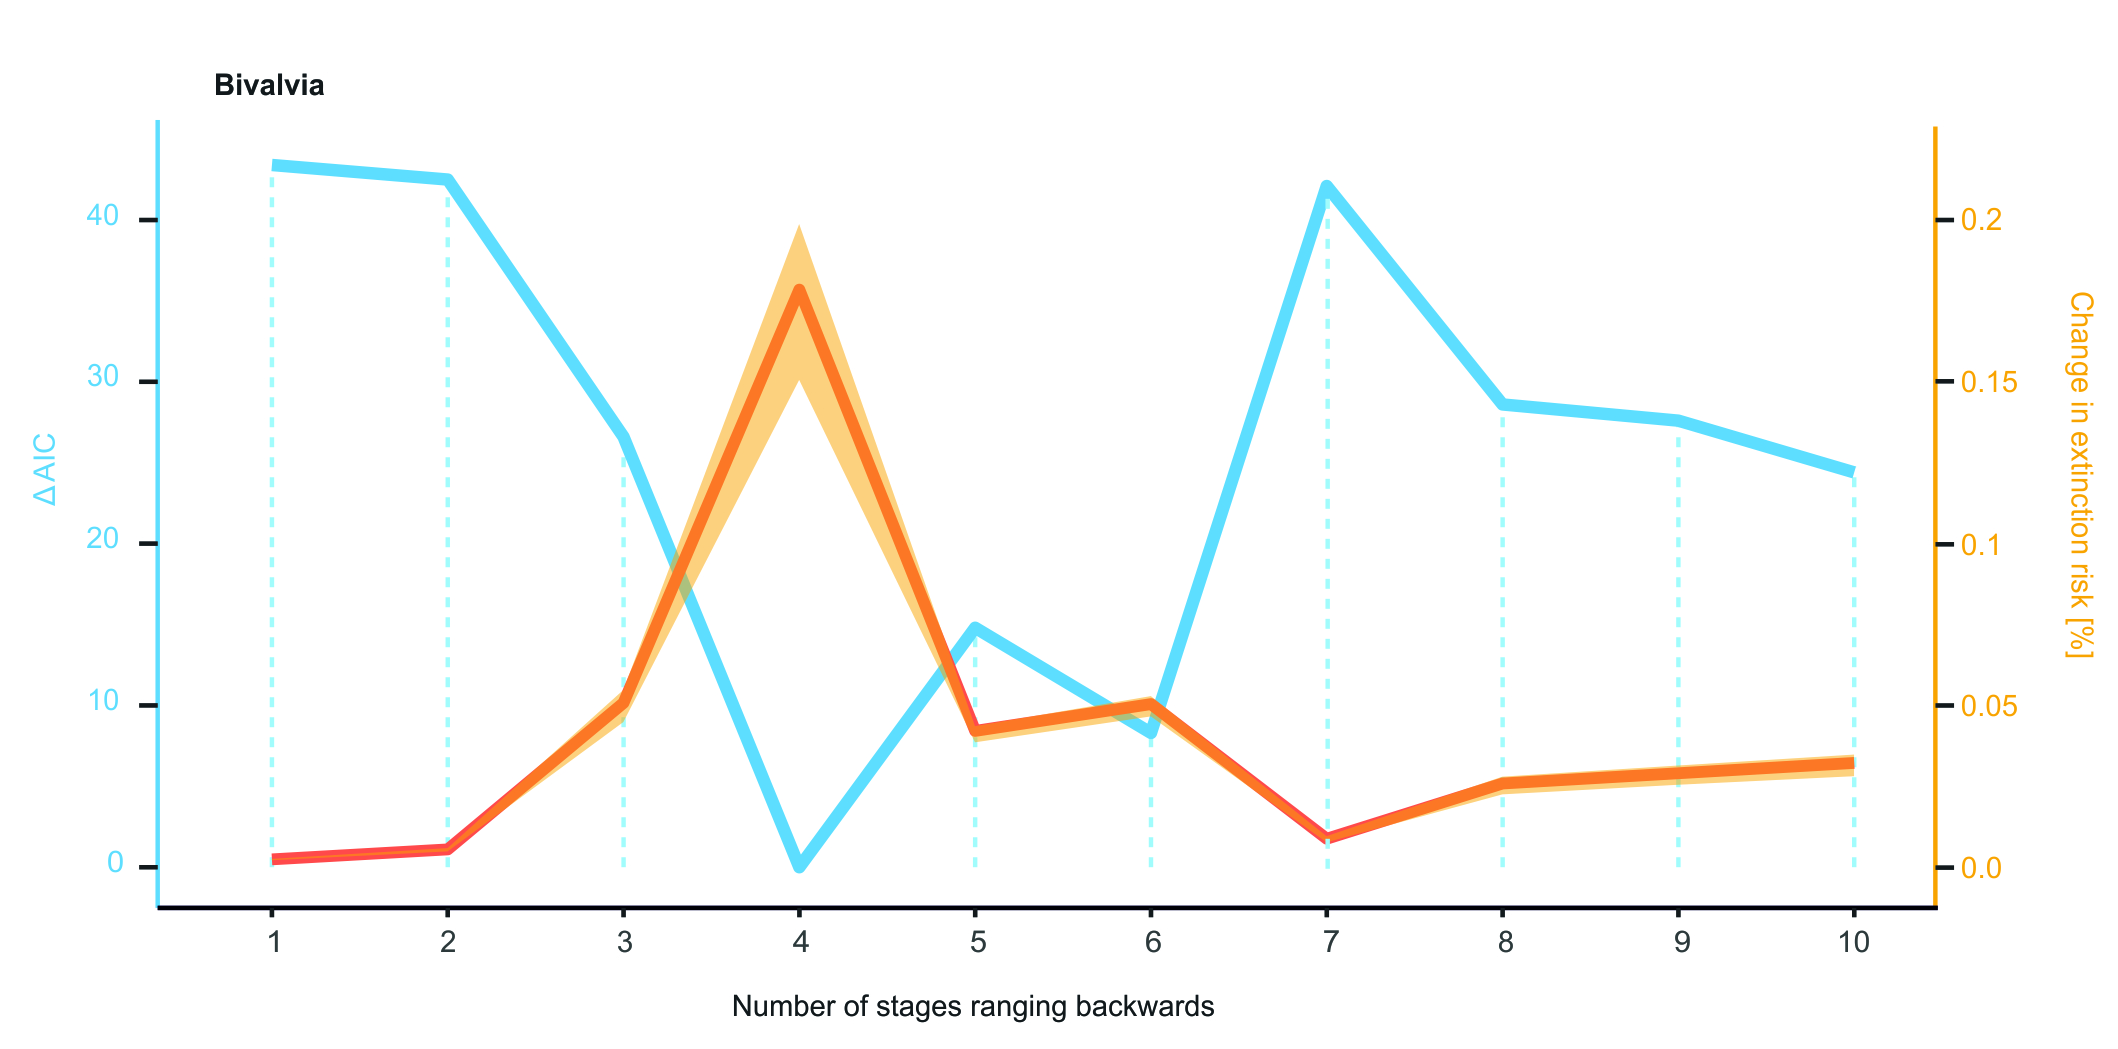 Bivalvia
40
30
20
10
0
Δ AIC
0.2
0.15
0.1
0.05
0.0
Change in extinction risk [%]
1 2 3 4 5 6 7 8 9 10
Number of stages ranging backwards